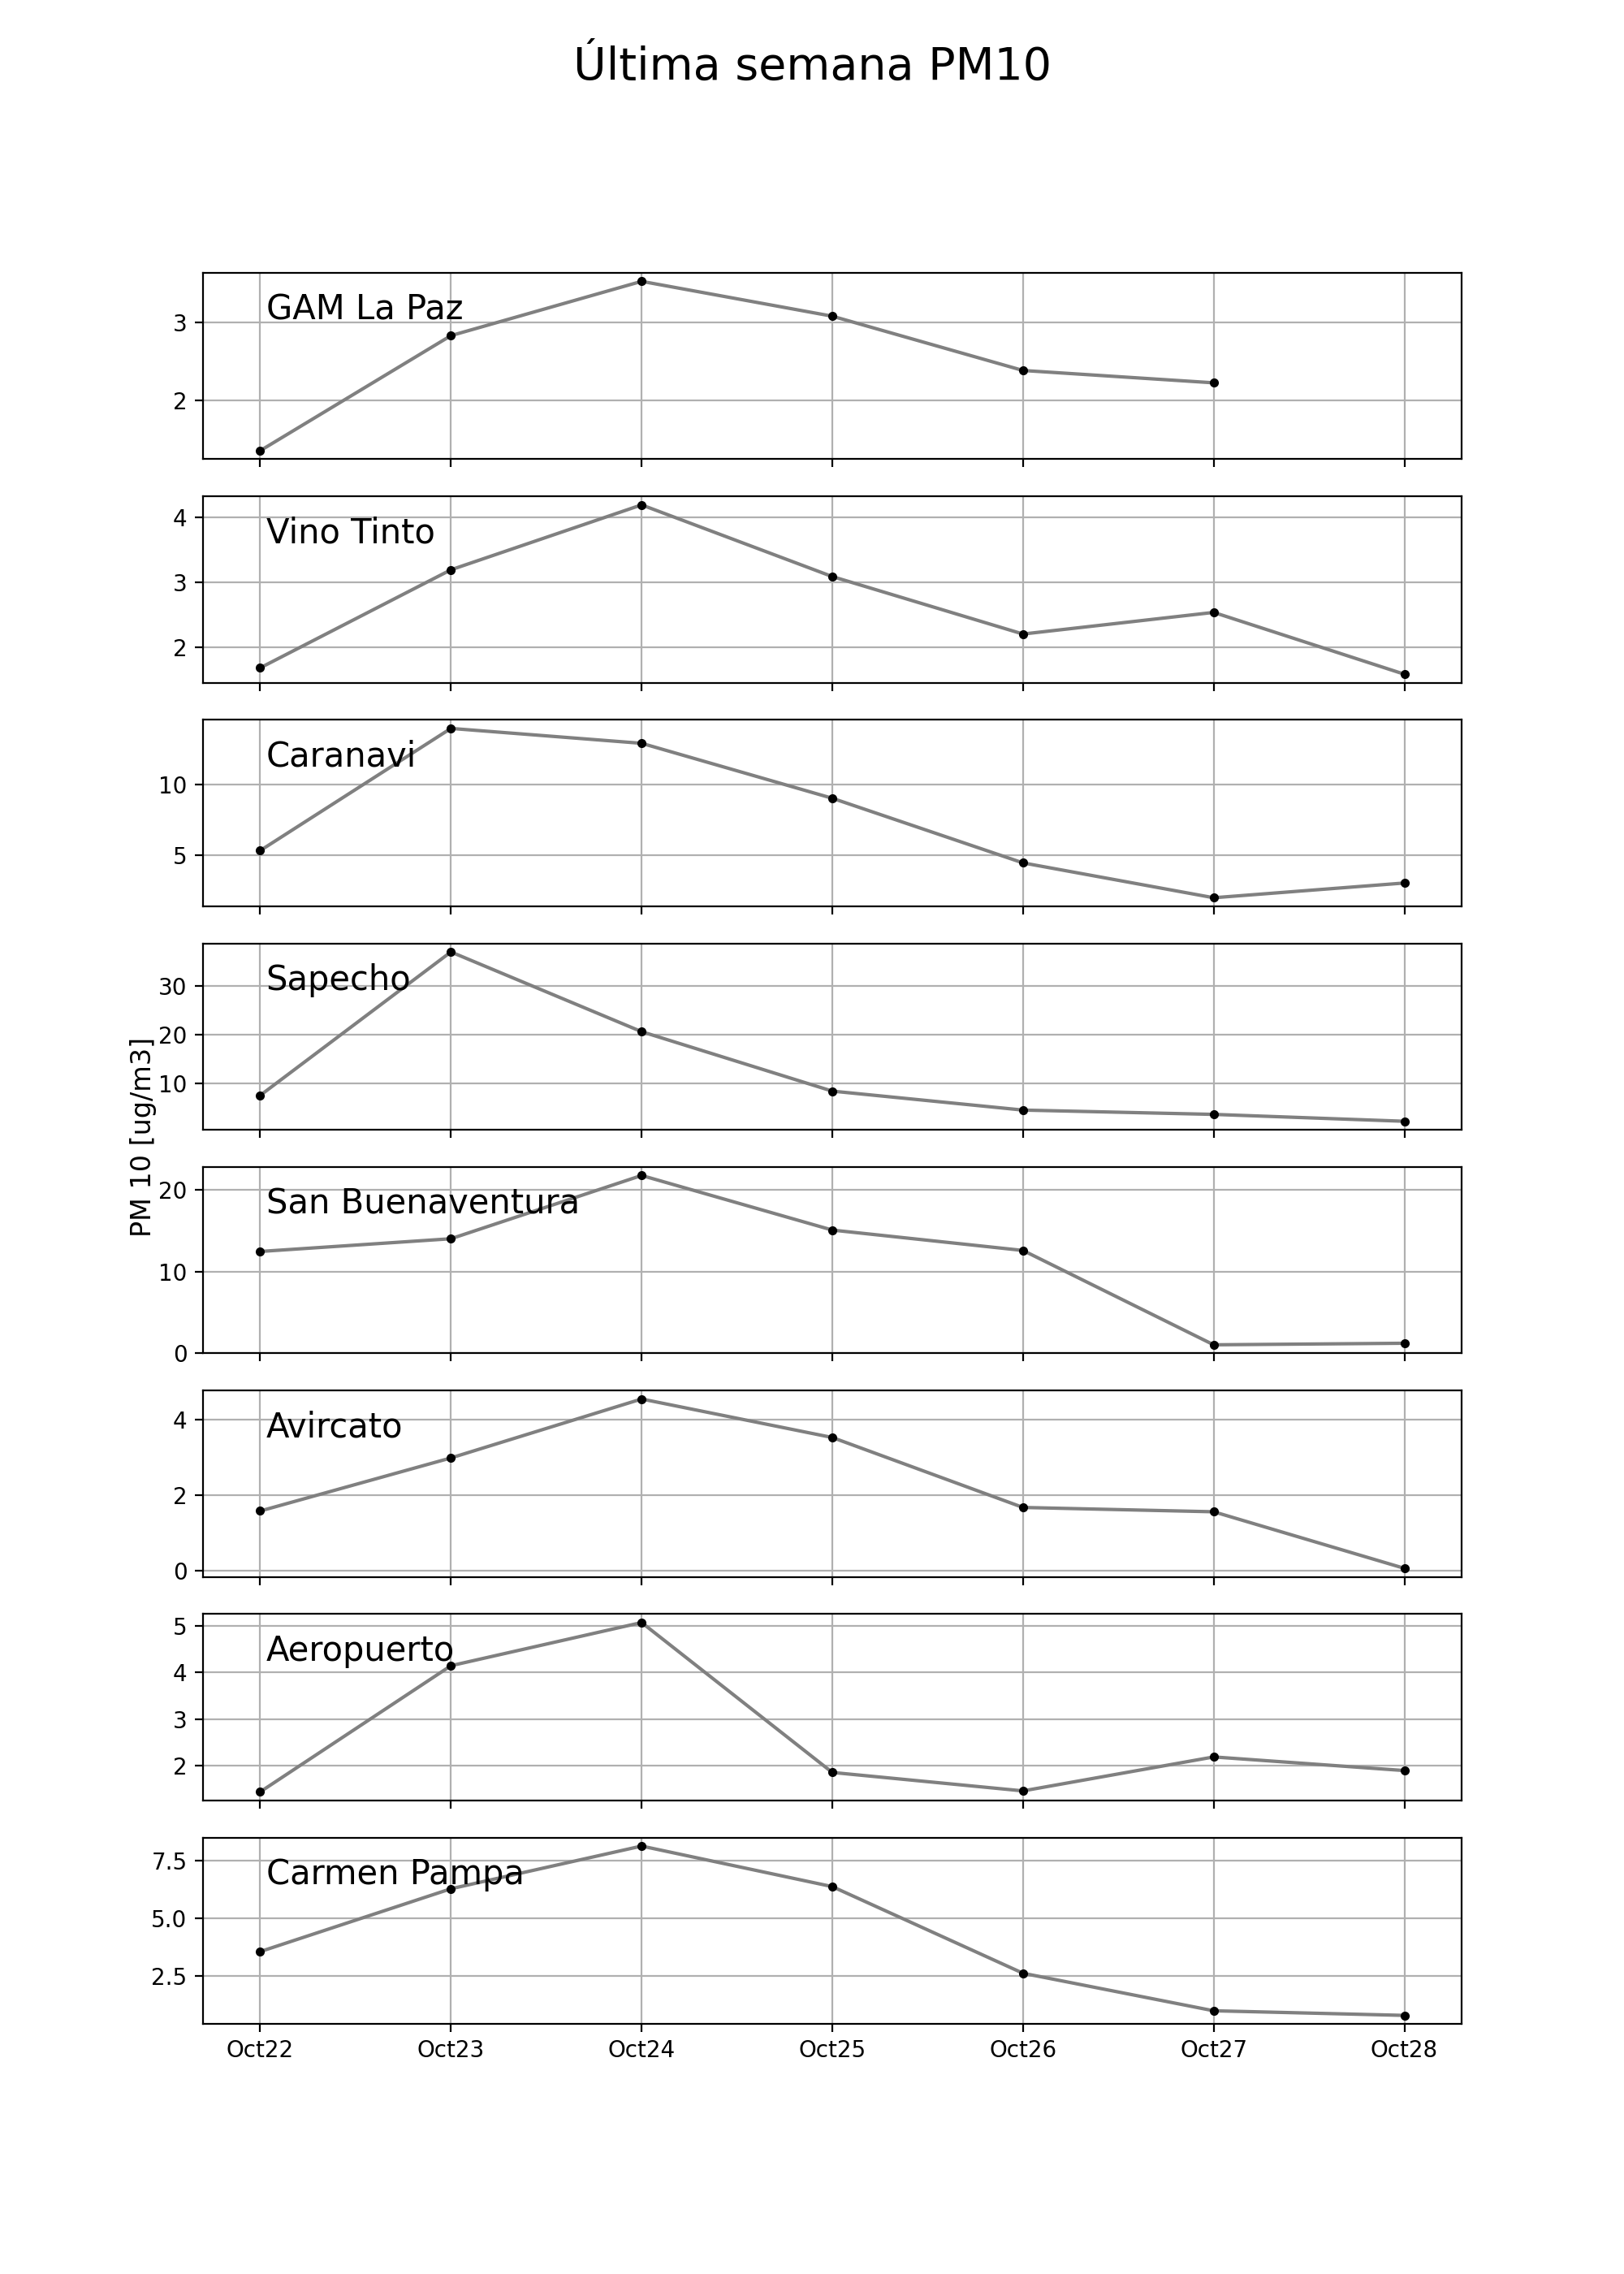 Última semana PM10
GAM La Paz
3
2
Vino Tinto
4
3
2
Caranavi
10
5
Sapecho
30
20
10
PM 10 [ug/m3]
San Buenaventura
20
10
0
Avircato
4
2
0
Aeropuerto
5
4
3
2
Carmen Pampa
7.5
5.0
2.5
Oct22 Oct23 Oct24 Oct25 Oct26 Oct27 Oct28